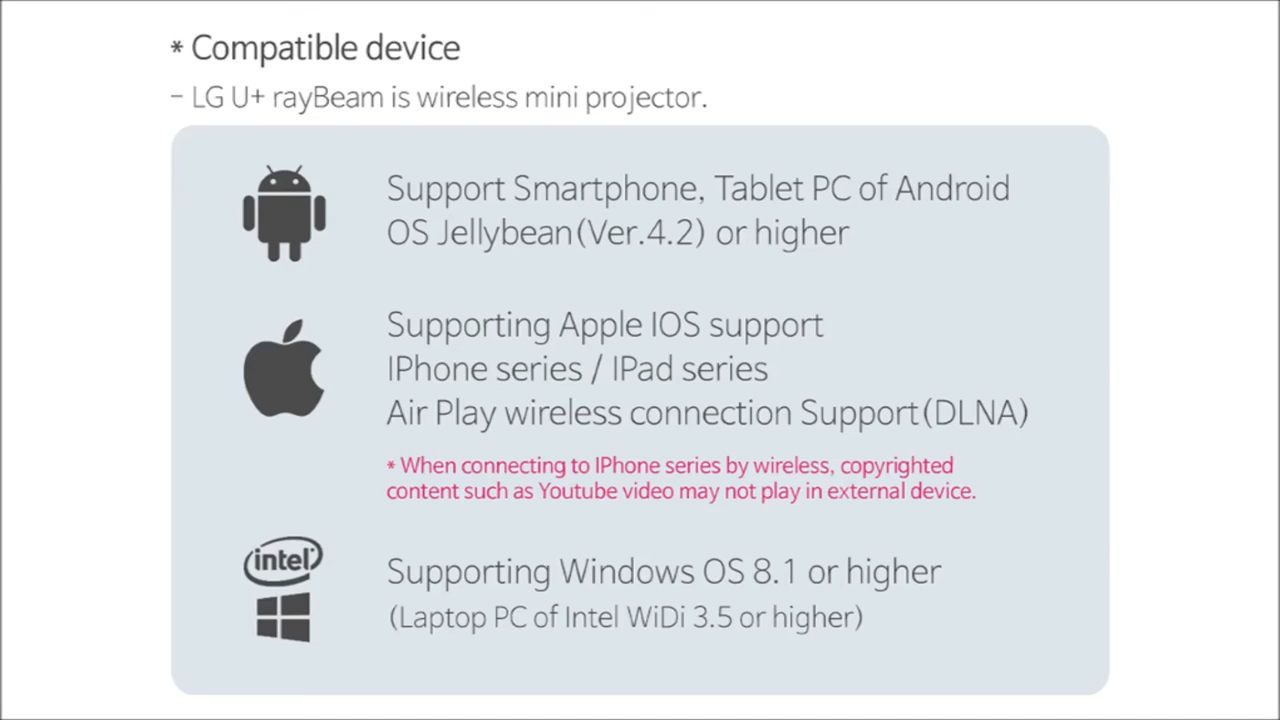 * Compatible device
- LG U+ rayBeam is wireless mini projector.
Support Smartphone, Tablet PC of Android
OS Jellybean(Ver.4.2) or higher
Supporting Apple IOS support
IPhone series / IPad series
Air Play wireless connection Support(DLNA)
* When connecting to IPhone series by wireless, copyrighted
content such as Youtube video may not play in external device.
intel
Supporting Windows OS 8.1 or higher
(Laptop PC of Intel WiDi 3.5 or higher)